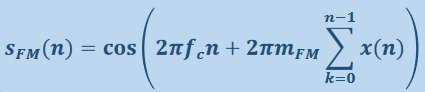 s_FM(n) = cos(2πf_c n + 2πm_FM ∑_{k=0}^{n−1} x(n))